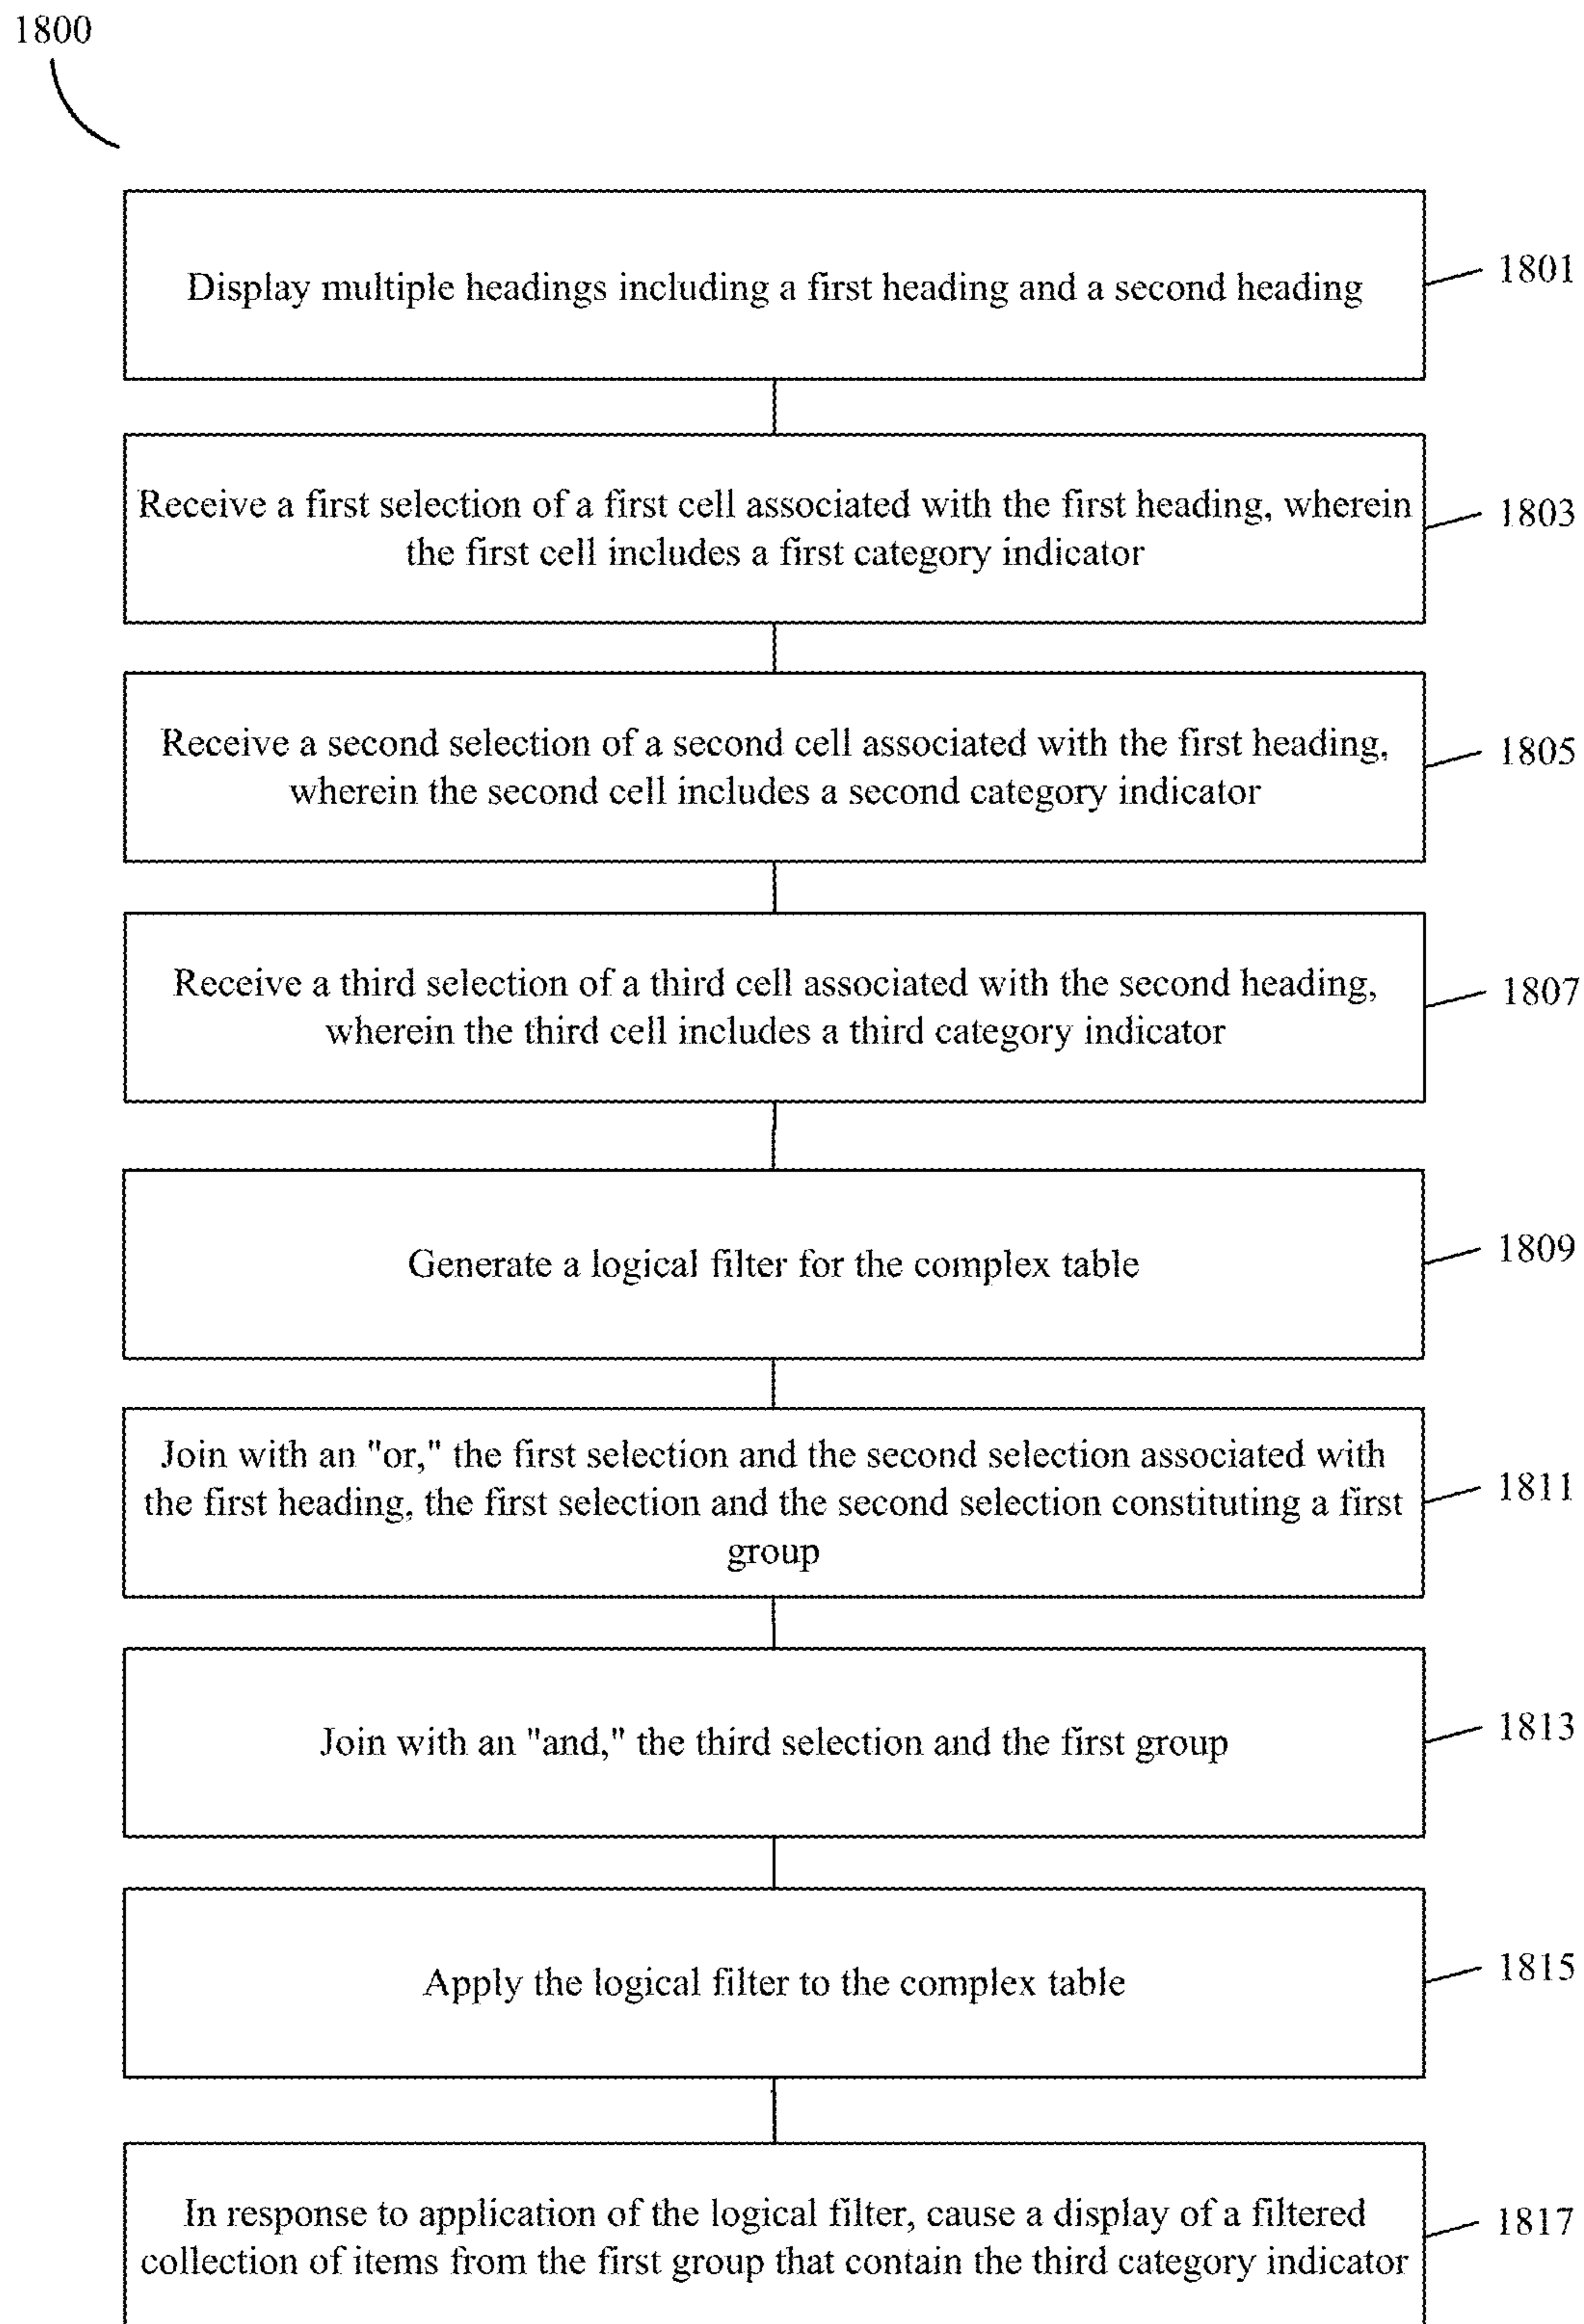 1800
Display multiple headings including a first heading and a second heading
1801
Receive a first selection of a first cell associated with the first heading, wherein
the first cell includes a first category indicator
1803
Receive a second selection of a second cell associated with the first heading,
wherein the second cell includes a second category indicator
1805
Receive a third selection of a third cell associated with the second heading,
wherein the third cell includes a third category indicator
1807
Generate a logical filter for the complex table
1809
Join with an "or," the first selection and the second selection associated with
the first heading, the first selection and the second selection constituting a first
group
1811
Join with an "and," the third selection and the first group
1813
Apply the logical filter to the complex table
1815
In response to application of the logical filter, cause a display of a filtered
collection of items from the first group that contain the third category indicator
1817